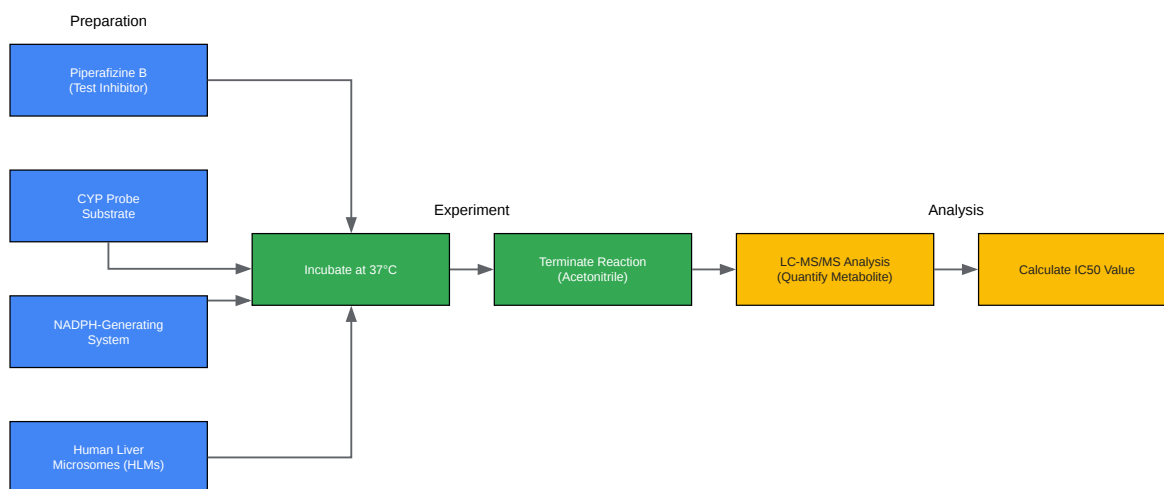 Preparation
Piperafizine B
(Test Inhibitor)
CYP Probe
Substrate
NADPH-Generating
System
Human Liver
Microsomes (HLMs)
Experiment
Incubate at 37°C
Terminate Reaction
(Acetonitrile)
Analysis
LC-MS/MS Analysis
(Quantify Metabolite)
Calculate IC50 Value